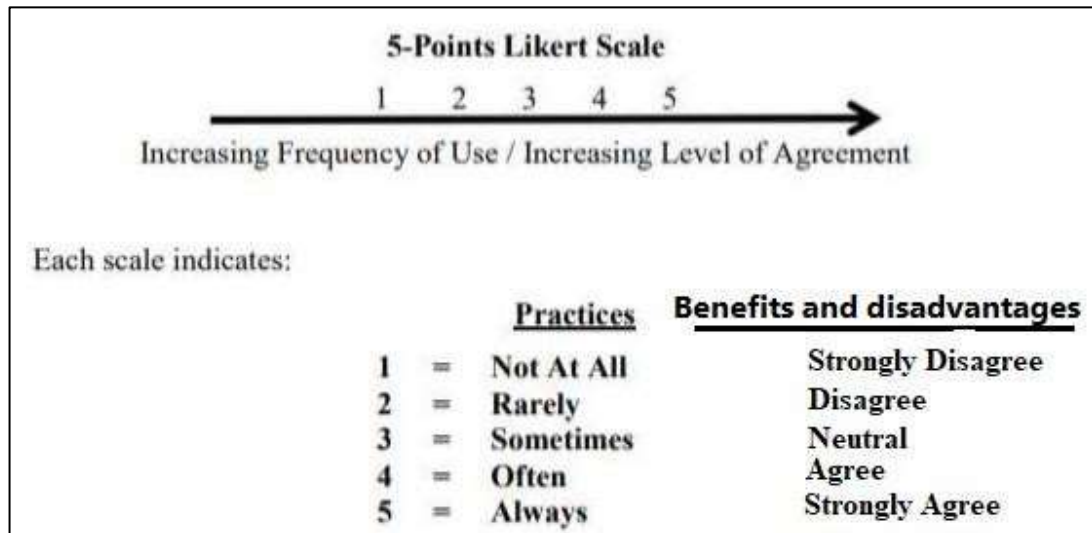 5-Points Likert Scale
1 2 3 4 5
Increasing Frequency of Use / Increasing Level of Agreement
Each scale indicates:
Practices Benefits and disadvantages
1 = Not At All Strongly Disagree
2 = Rarely Disagree
3 = Sometimes Neutral
4 = Often Agree
5 = Always Strongly Agree